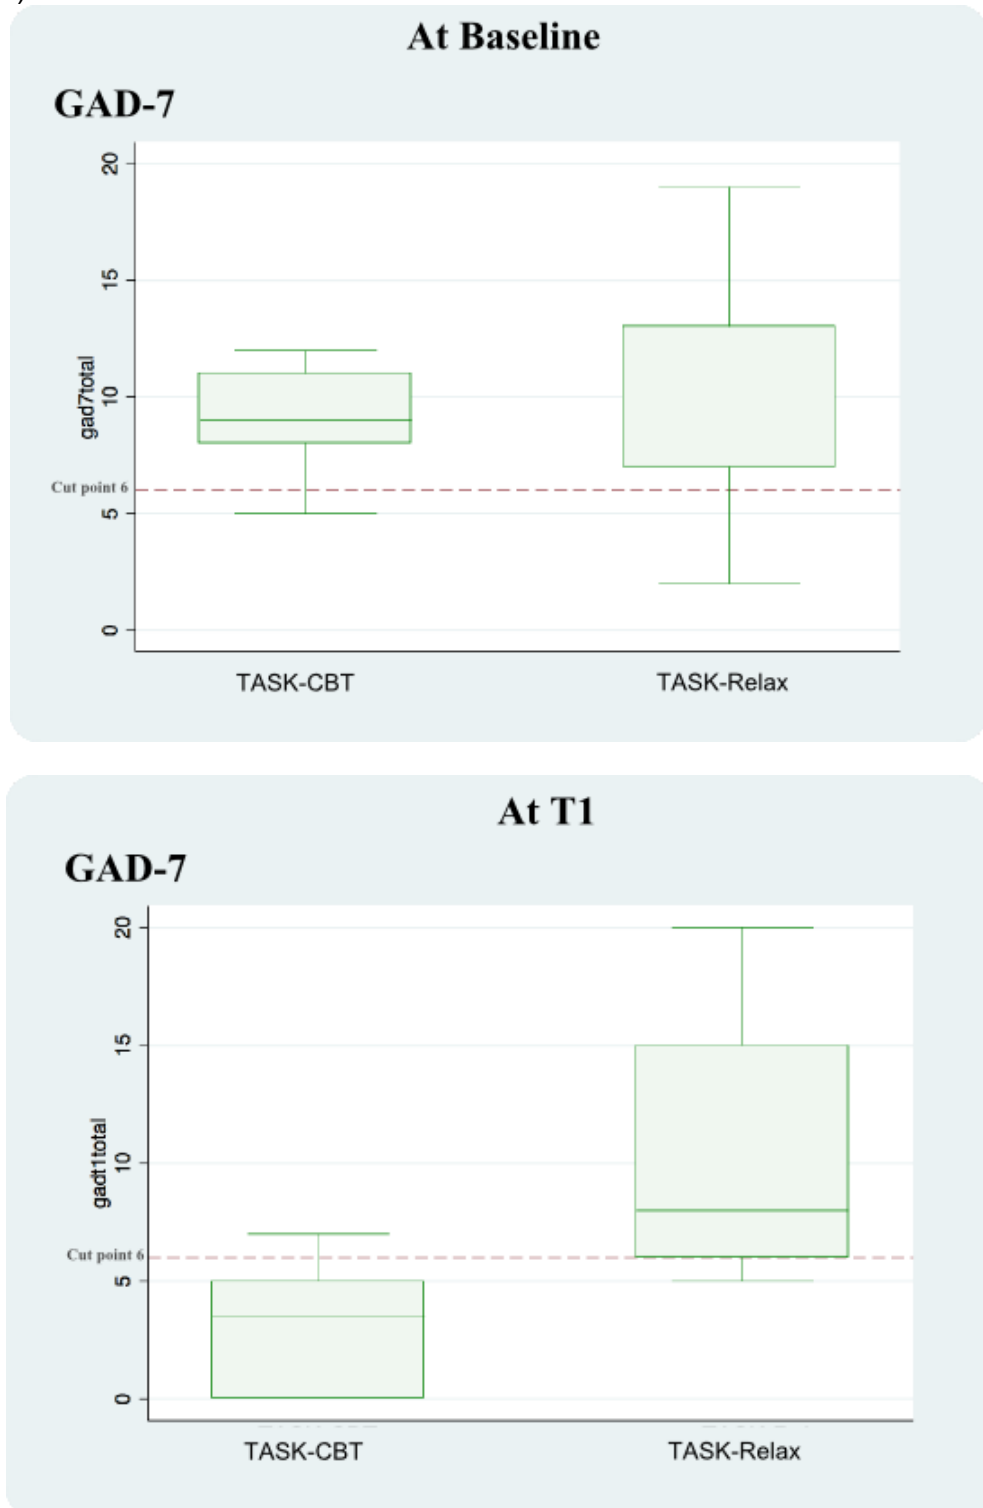 At Baseline
GAD-7
20
15
10
5
0
gad7total
Cut point 6
TASK-CBT
TASK-Relax
At T1
GAD-7
20
15
10
5
0
gadt1total
Cut point 6
TASK-CBT
TASK-Relax